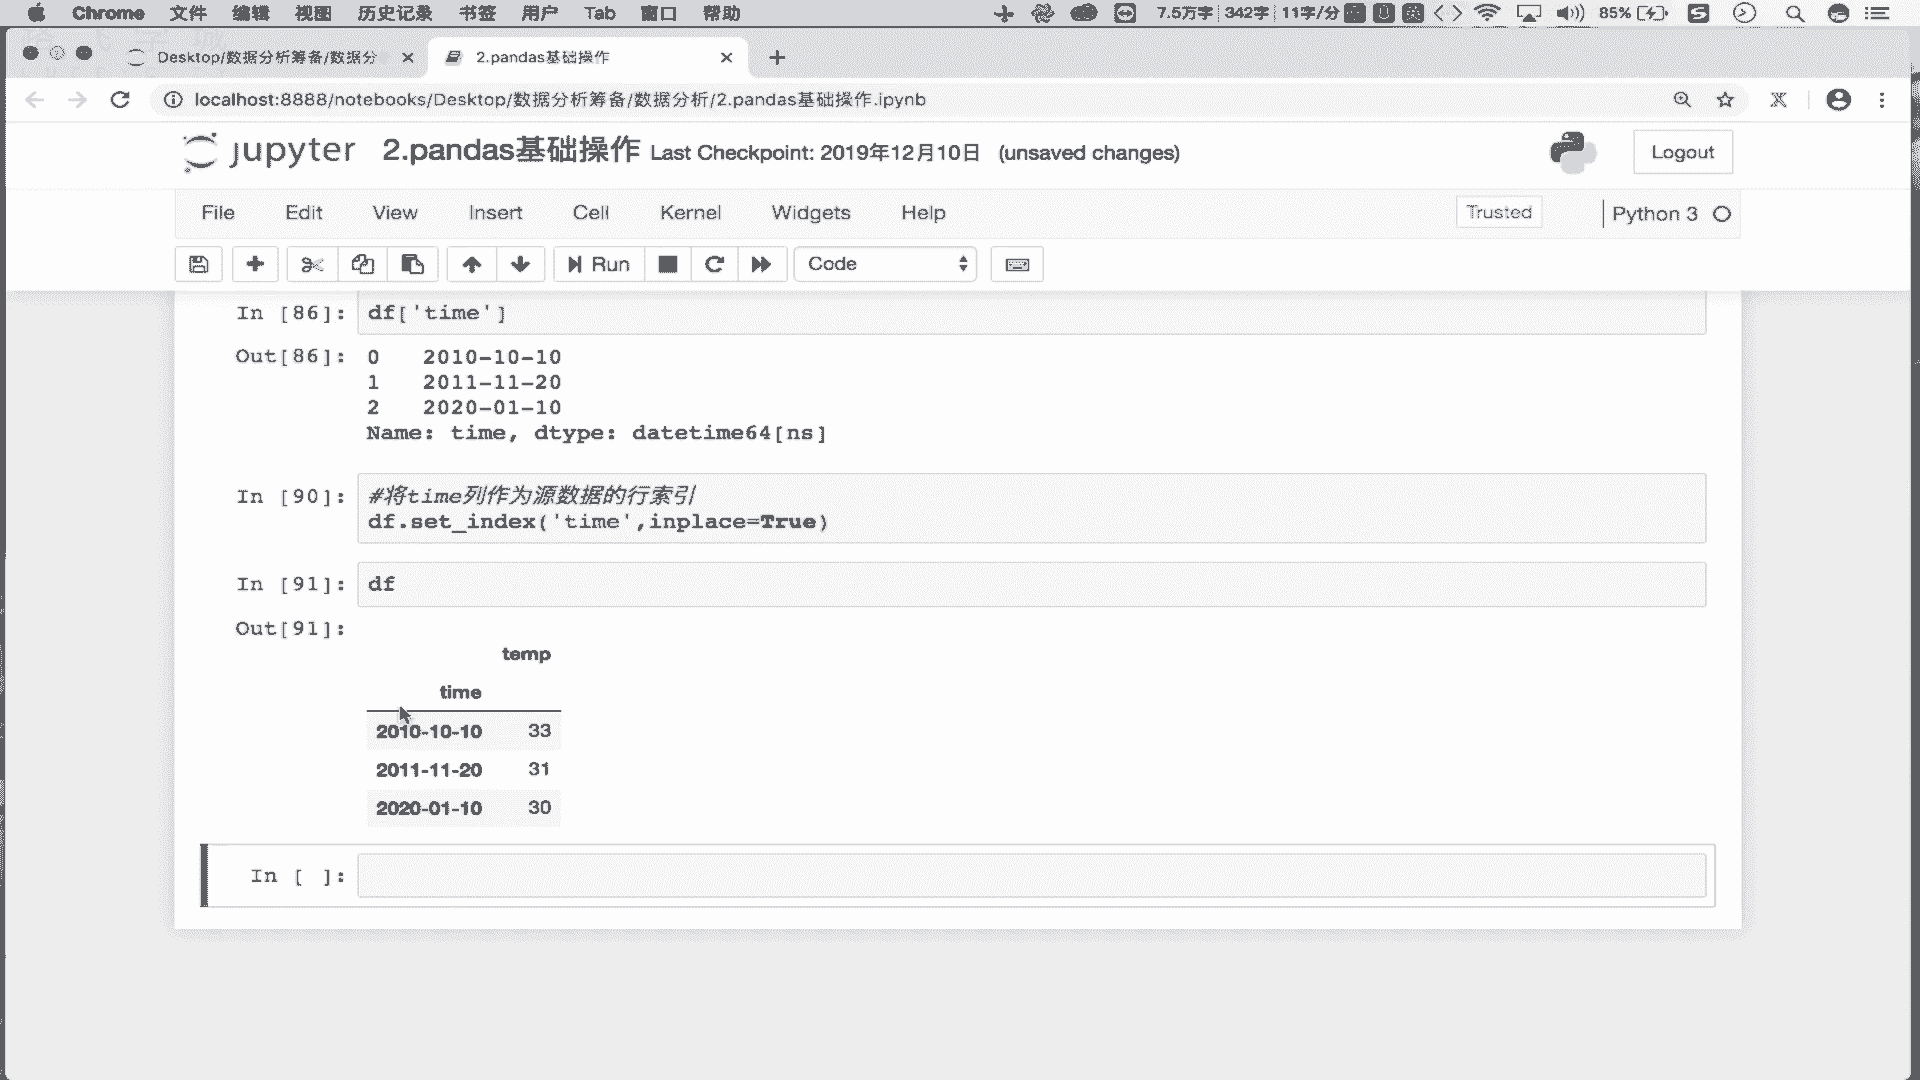 Chrome 文件 编辑 视图 历史记录 书签 用户 Tab 窗口 帮助 7.5万字 342字 11字/分 英 85%
Desktop/数据分析筹备/数据分
2.pandas基础操作
localhost:8888/notebooks/Desktop/数据分析筹备/数据分析/2.pandas基础操作.ipynb
jupyter 2.pandas基础操作 Last Checkpoint: 2019年12月10日 (unsaved changes) Logout
File Edit View Insert Cell Kernel Widgets Help Trusted Python 3
Run Code
In [86]: df['time']
Out[86]: 0 2010-10-10
1 2011-11-20
2 2020-01-10
Name: time, dtype: datetime64[ns]
In [90]: #将time列作为源数据的行索引
df.set_index('time',inplace=True)
In [91]: df
Out[91]:
temp
time
2010-10-10 33
2011-11-20 31
2020-01-10 30
In [ ]: